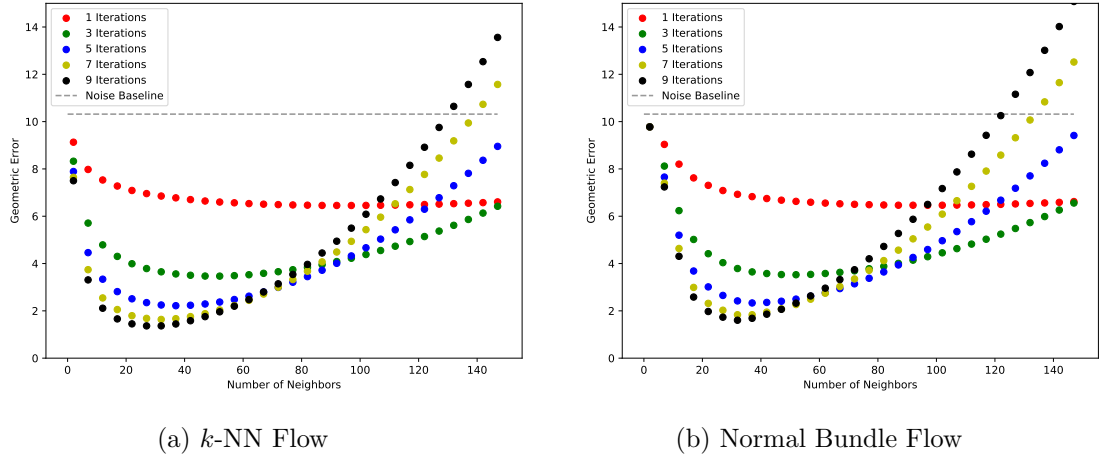 14
12
10
8
6
4
2
0
Geometric Error
1 Iterations
3 Iterations
5 Iterations
7 Iterations
9 Iterations
Noise Baseline
0 20 40 60 80 100 120 140
Number of Neighbors
(a) k-NN Flow
14
12
10
8
6
4
2
0
Geometric Error
1 Iterations
3 Iterations
5 Iterations
7 Iterations
9 Iterations
Noise Baseline
0 20 40 60 80 100 120 140
Number of Neighbors
(b) Normal Bundle Flow